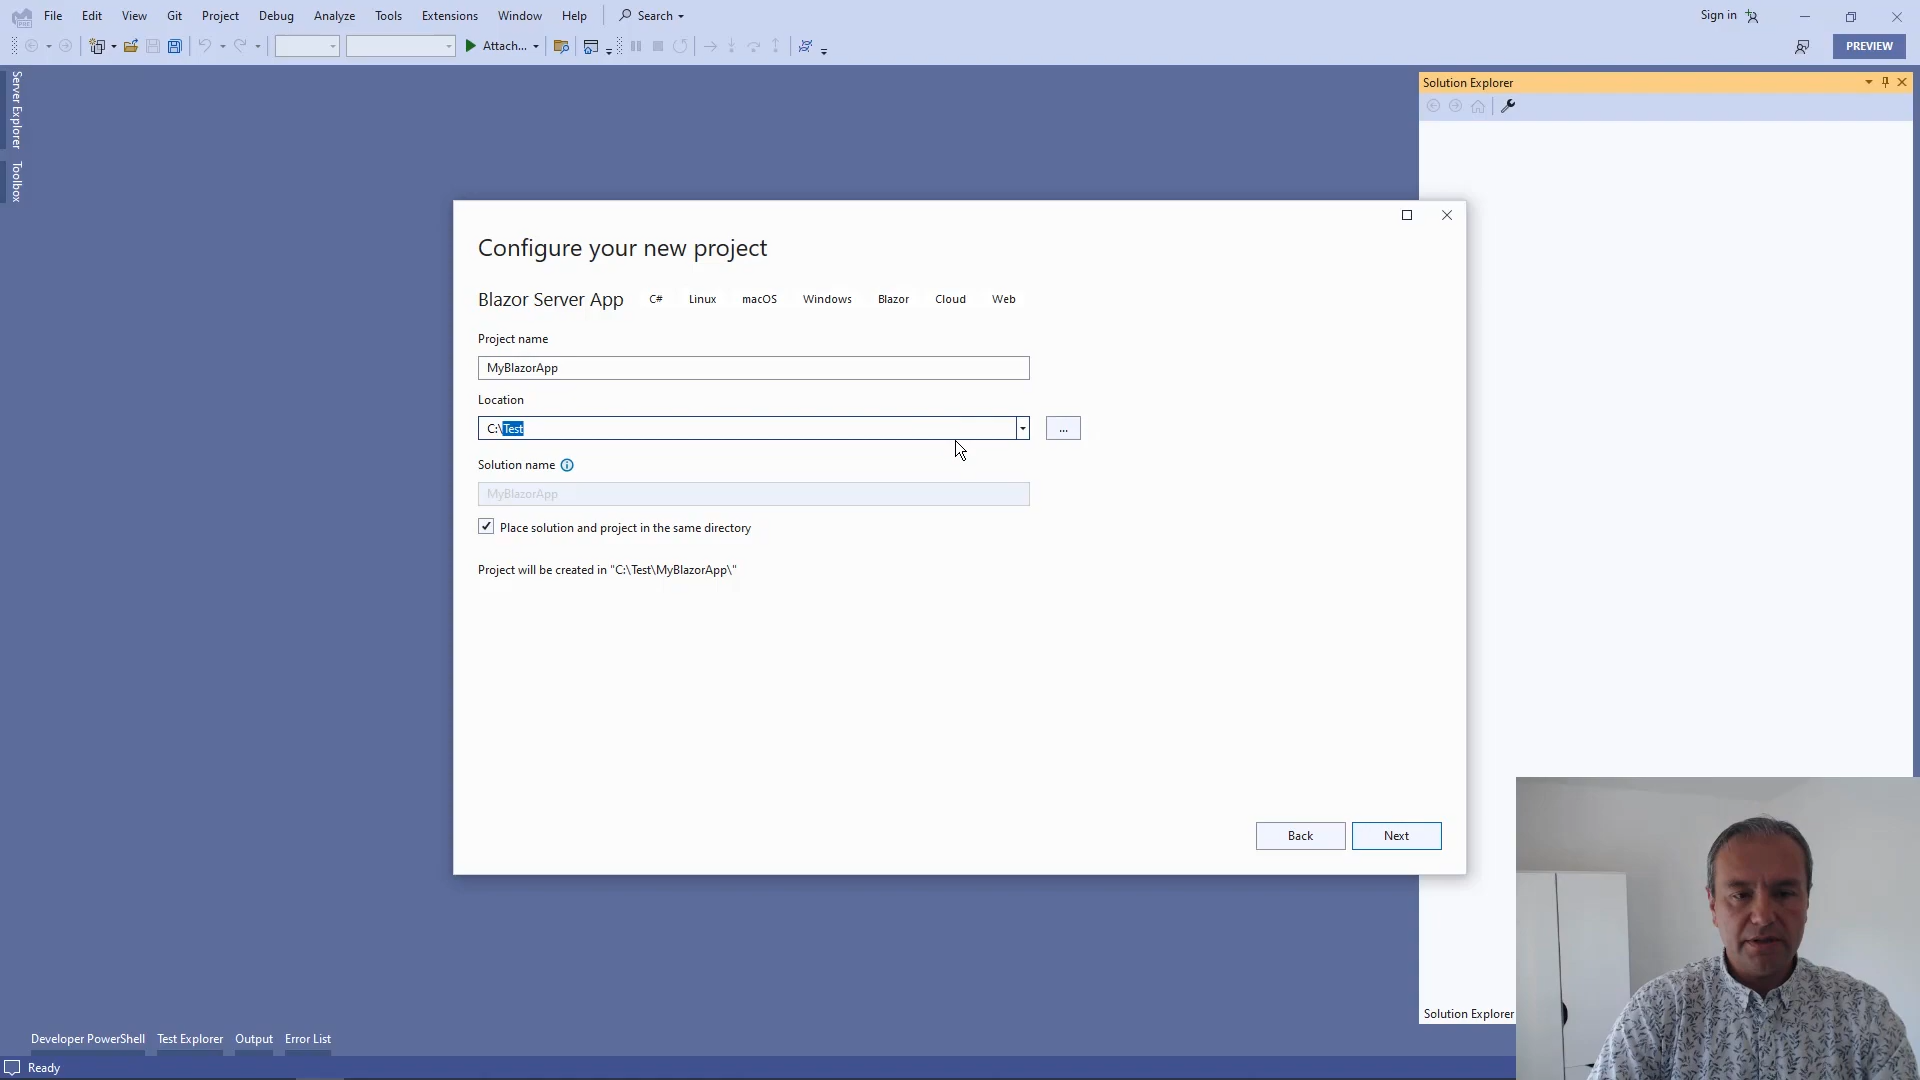 File Edit View Git Project Debug Analyze Tools Extensions Window Help Search Sign in
Attach... PREVIEW
Server Explorer
Toolbox
Solution Explorer
Configure your new project
Blazor Server App C# Linux macOS Windows Blazor Cloud Web
Project name
MyBlazorApp
Location
C:\Test
...
Solution name
MyBlazorApp
Place solution and project in the same directory
Project will be created in "C:\Test\MyBlazorApp\"
Back Next
Solution Explorer
Developer PowerShell Test Explorer Output Error List
Ready